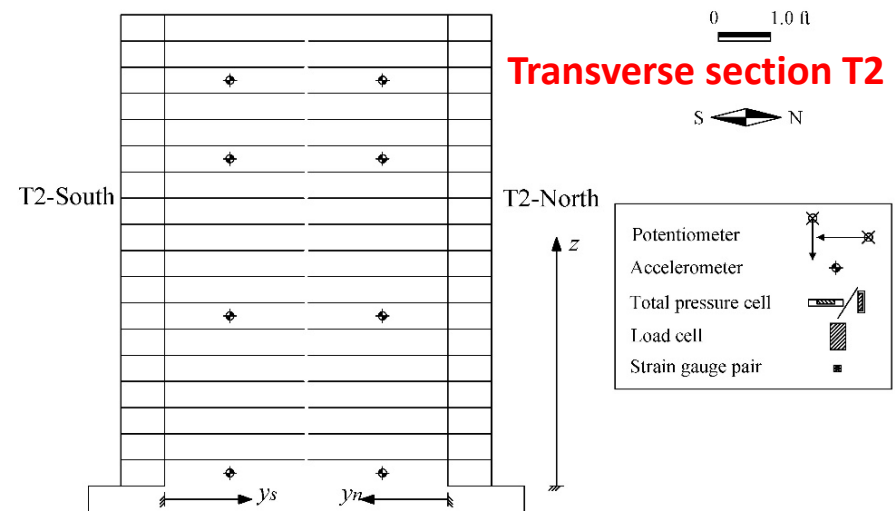 0 1.0 ft
Transverse section T2
S N
T2-South
T2-North
z
Potentiometer
Accelerometer
Total pressure cell
Load cell
Strain gauge pair
ys yn